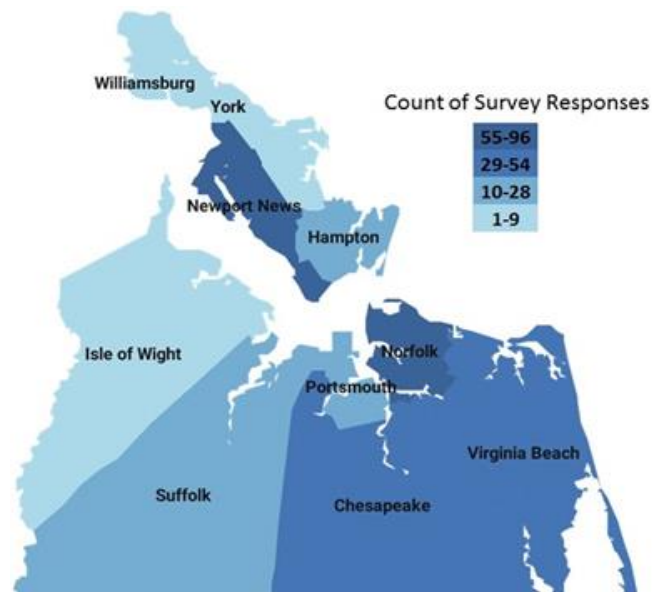 Williamsburg
York
Count of Survey Responses
55-96
29-54
10-28
1-9
Newport News
Hampton
Isle of Wight
Norfolk
Portsmouth
Virginia Beach
Suffolk
Chesapeake